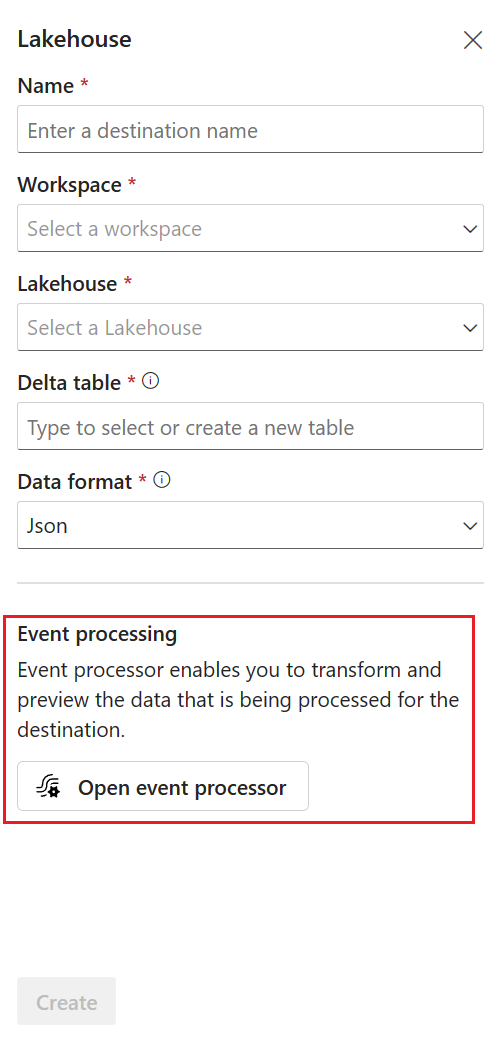 Lakehouse
Name *
Enter a destination name
Workspace *
Select a workspace
Lakehouse *
Select a Lakehouse
Delta table *
Type to select or create a new table
Data format *
Json
Event processing
Event processor enables you to transform and
preview the data that is being processed for the
destination.
Open event processor
Create